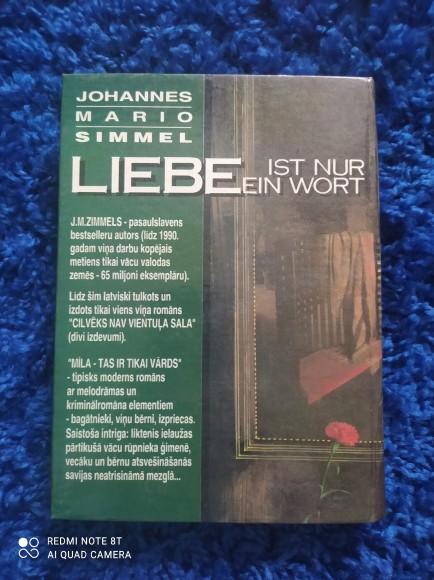 JOHANNES
MARIO
SIMMEL
LIEBE IST NUR
EIN WORT
J.M.ZIMMELS - pasaulslavens
bestselleru autors (līdz 1990.
gadam viņa darbu kopējais
metiens tikai vācu valodas
zemēs - 65 miljoni eksemplāru).
Līdz šim latviski tulkots un
izdots tikai viens viņa romāns
"CILVĒKS NAV VIENTUĻA SALA"
(divi izdevumi).
"MĪLA - TAS IR TIKAI VĀRDS"
- tipisks moderns romāns
ar melodrāmas un
kriminālromāna elementiem
- bagātnieki, viņu bērni, izpriecas.
Saistoša intriga: liktenis ielaužas
pārtikušā vācu rūpnieka ģimenē,
vecāku un bērnu atsvešināšanās
savijas neatrisināmā mezglā...
REDMI NOTE 8T
AI QUAD CAMERA